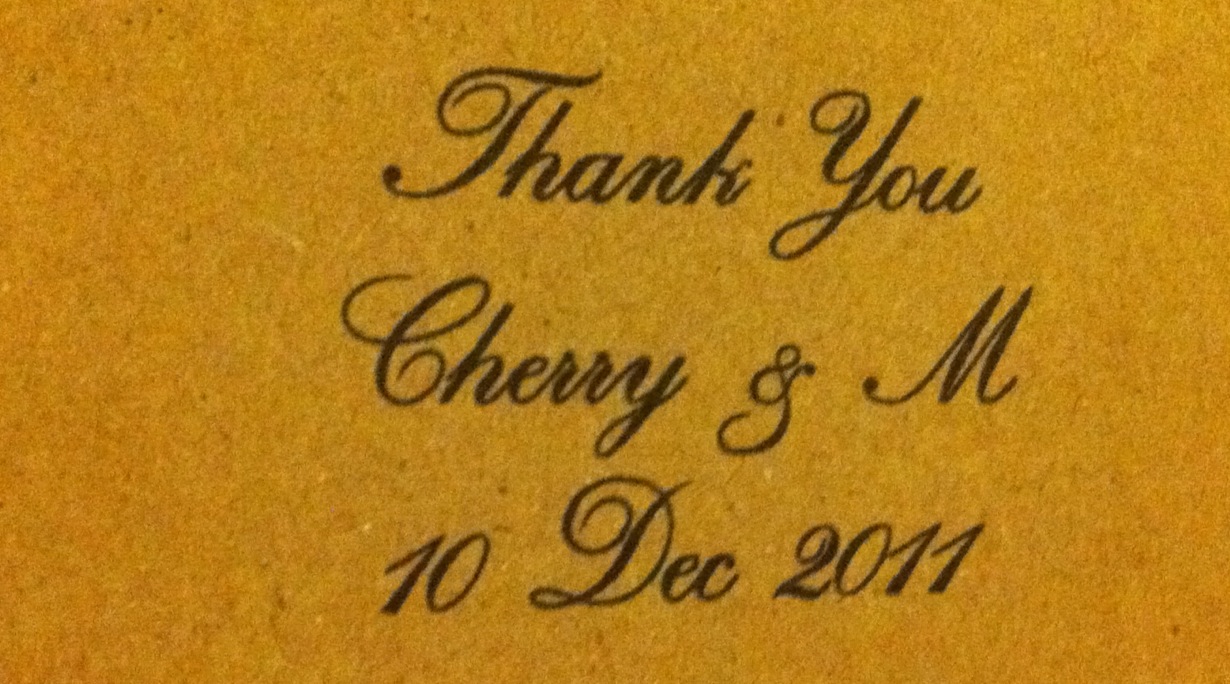 Thank You
Cherry & M
10 Dec 2011